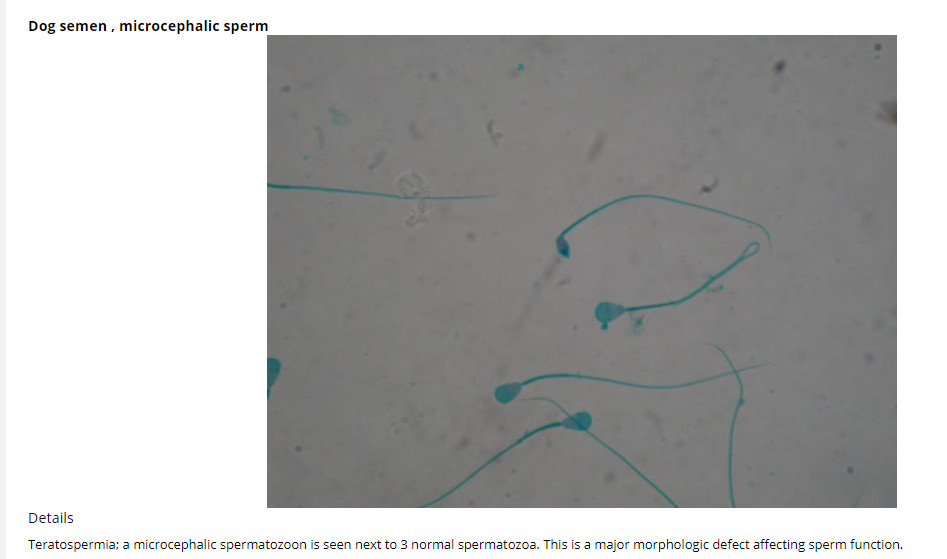 Dog semen , microcephalic sperm
Details
Teratospermia; a microcephalic spermatozoon is seen next to 3 normal spermatozoa. This is a major morphologic defect affecting sperm function.